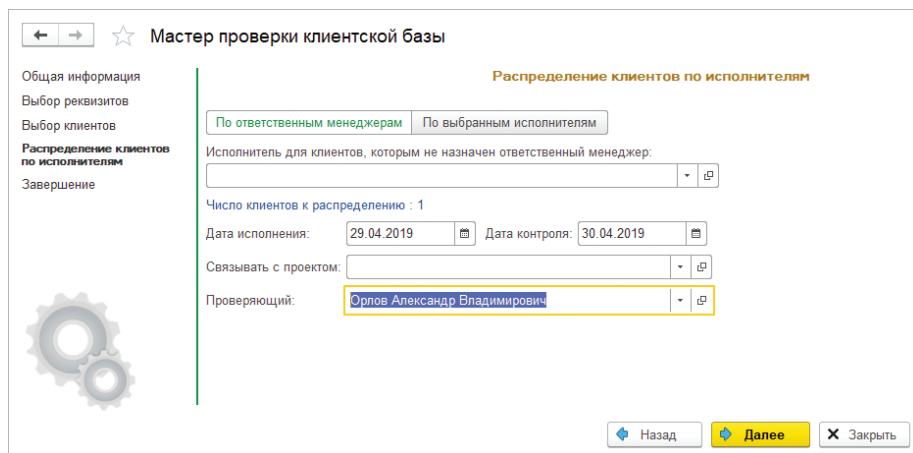 Мастер проверки клиентской базы
Общая информация
Выбор реквизитов
Выбор клиентов
Распределение клиентов
по исполнителям
Завершение
Распределение клиентов по исполнителям
По ответственным менеджерам По выбранным исполнителям
Исполнитель для клиентов, которым не назначен ответственный менеджер:
Число клиентов к распределению : 1
Дата исполнения: 29.04.2019 Дата контроля: 30.04.2019
Связывать с проектом:
Проверяющий: Орлов Александр Владимирович
Назад Далее Закрыть